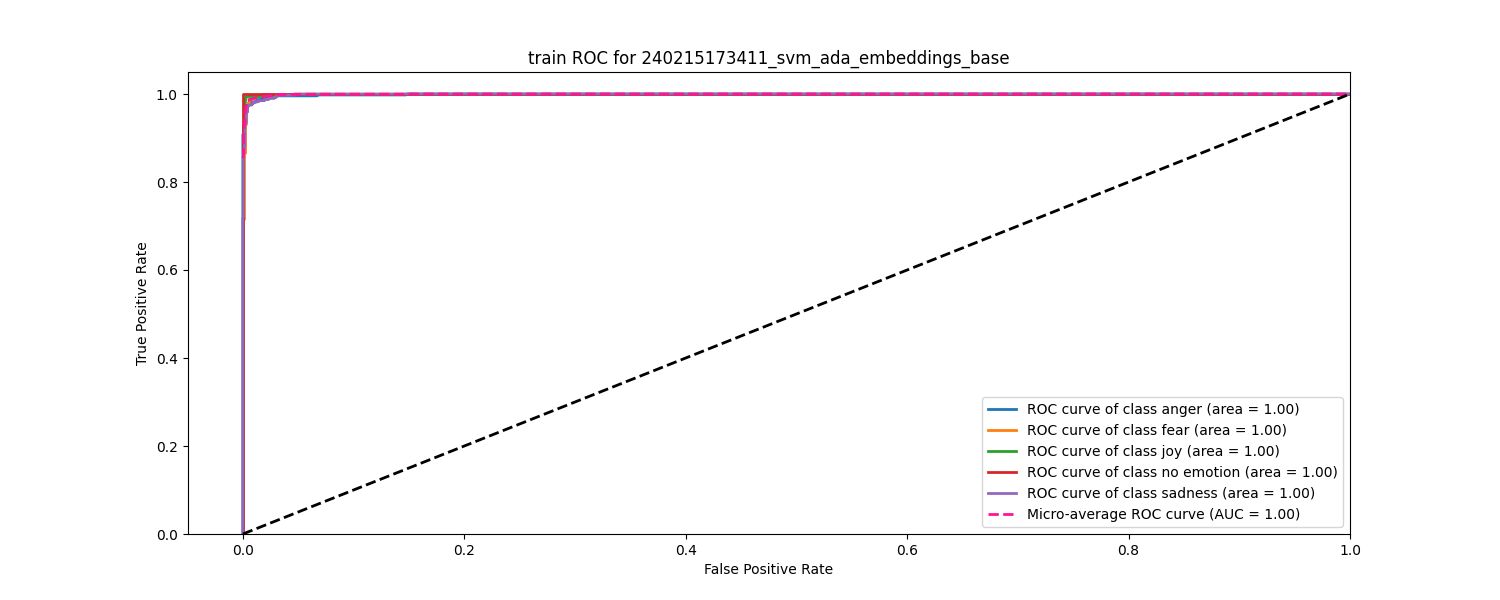 train ROC for 240215173411_svm_ada_embeddings_base
True Positive Rate
1.0
0.8
0.6
0.4
0.2
0.0
ROC curve of class anger (area = 1.00)
ROC curve of class fear (area = 1.00)
ROC curve of class joy (area = 1.00)
ROC curve of class no emotion (area = 1.00)
ROC curve of class sadness (area = 1.00)
Micro-average ROC curve (AUC = 1.00)
0.0 0.2 0.4 0.6 0.8 1.0
False Positive Rate